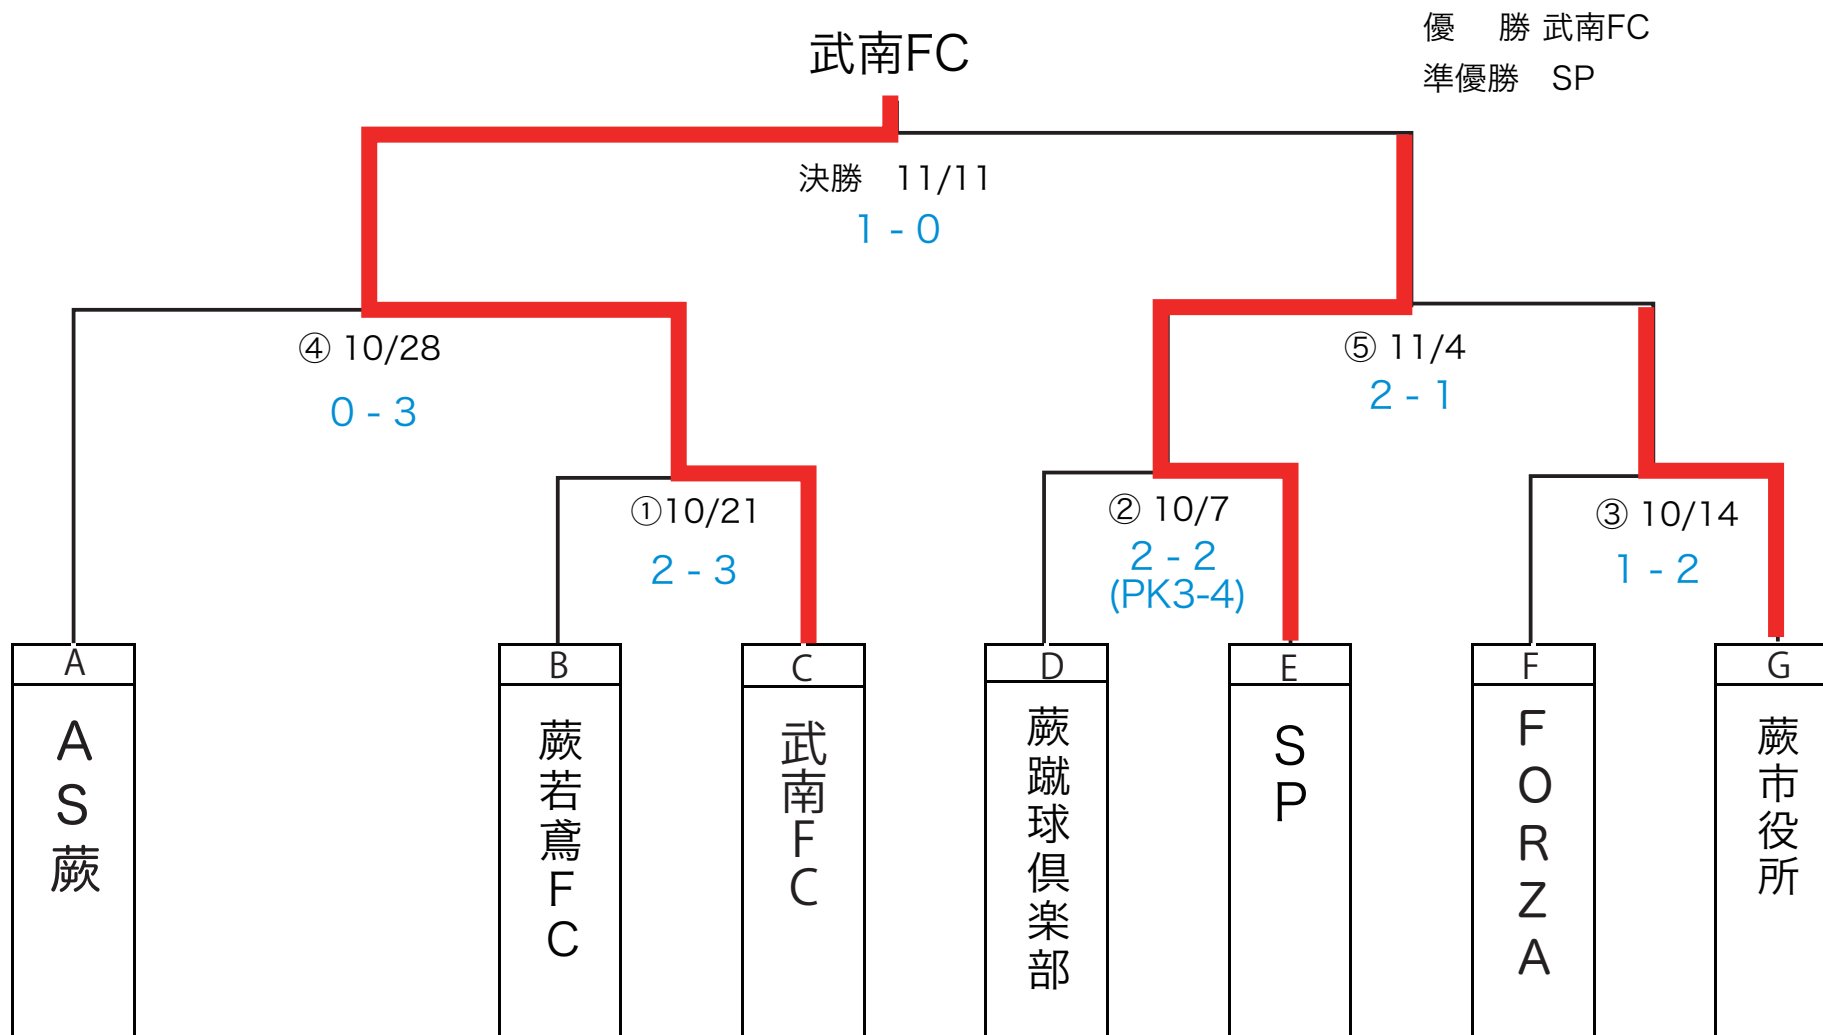 武南FC
優　勝 武南FC
準優勝　SP
決勝　11/11
1 - 0
④ 10/28
0 - 3
⑤ 11/4
2 - 1
①10/21
2 - 3
② 10/7
2 - 2
(PK3-4)
③ 10/14
1 - 2
A
B
C
D
E
F
G
AS蕨
蕨若鳶FC
武南FC
蕨蹴球倶楽部
SP
FORZA
蕨市役所